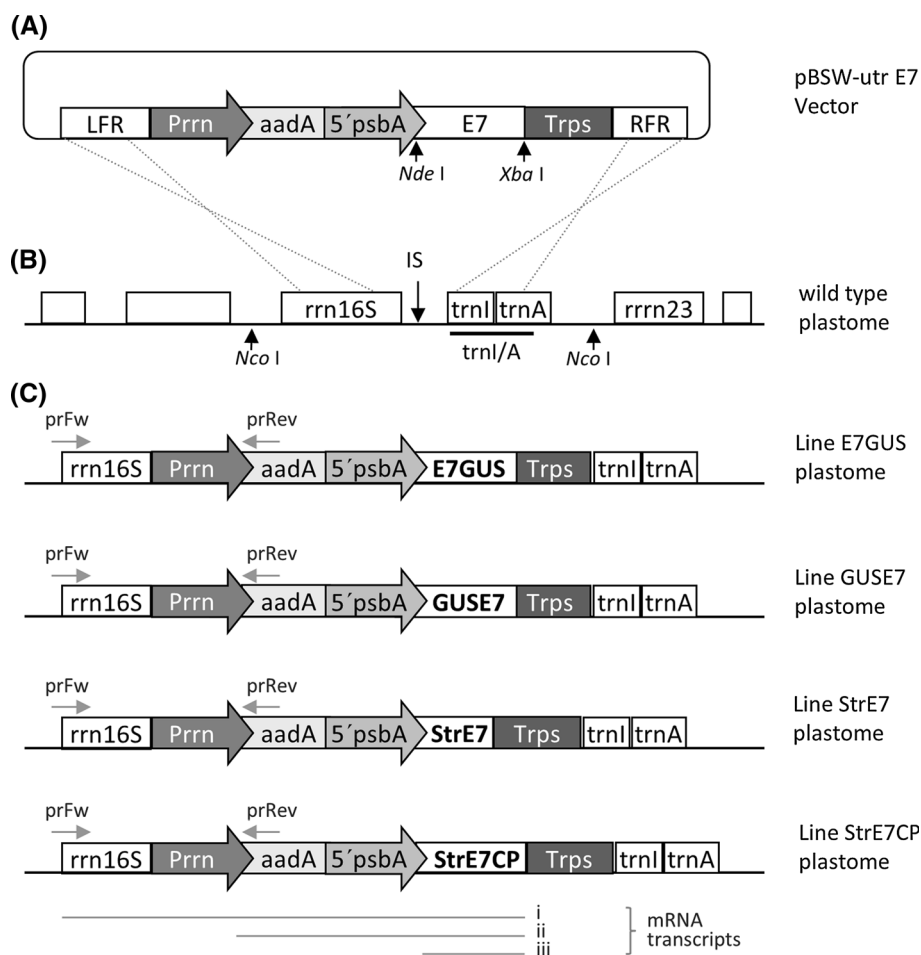 (A)
pBSW-utr E7
Vector
LFR Prrn aadA 5´psbA E7 Trps RFR
Nde I Xba I
(B)
IS
rrn16S trnI trnA rrrn23
wild type
plastome
Nco I trnI/A Nco I
(C)
prFw prRev
rrn16S Prrn aadA 5´psbA E7GUS Trps trnI trnA
Line E7GUS
plastome
prFw prRev
rrn16S Prrn aadA 5´psbA GUSE7 Trps trnI trnA
Line GUSE7
plastome
prFw prRev
rrn16S Prrn aadA 5´psbA StrE7 Trps trnI trnA
Line StrE7
plastome
prFw prRev
rrn16S Prrn aadA 5´psbA StrE7CP Trps trnI trnA
Line StrE7CP
plastome
i
ii
iii
mRNA
transcripts